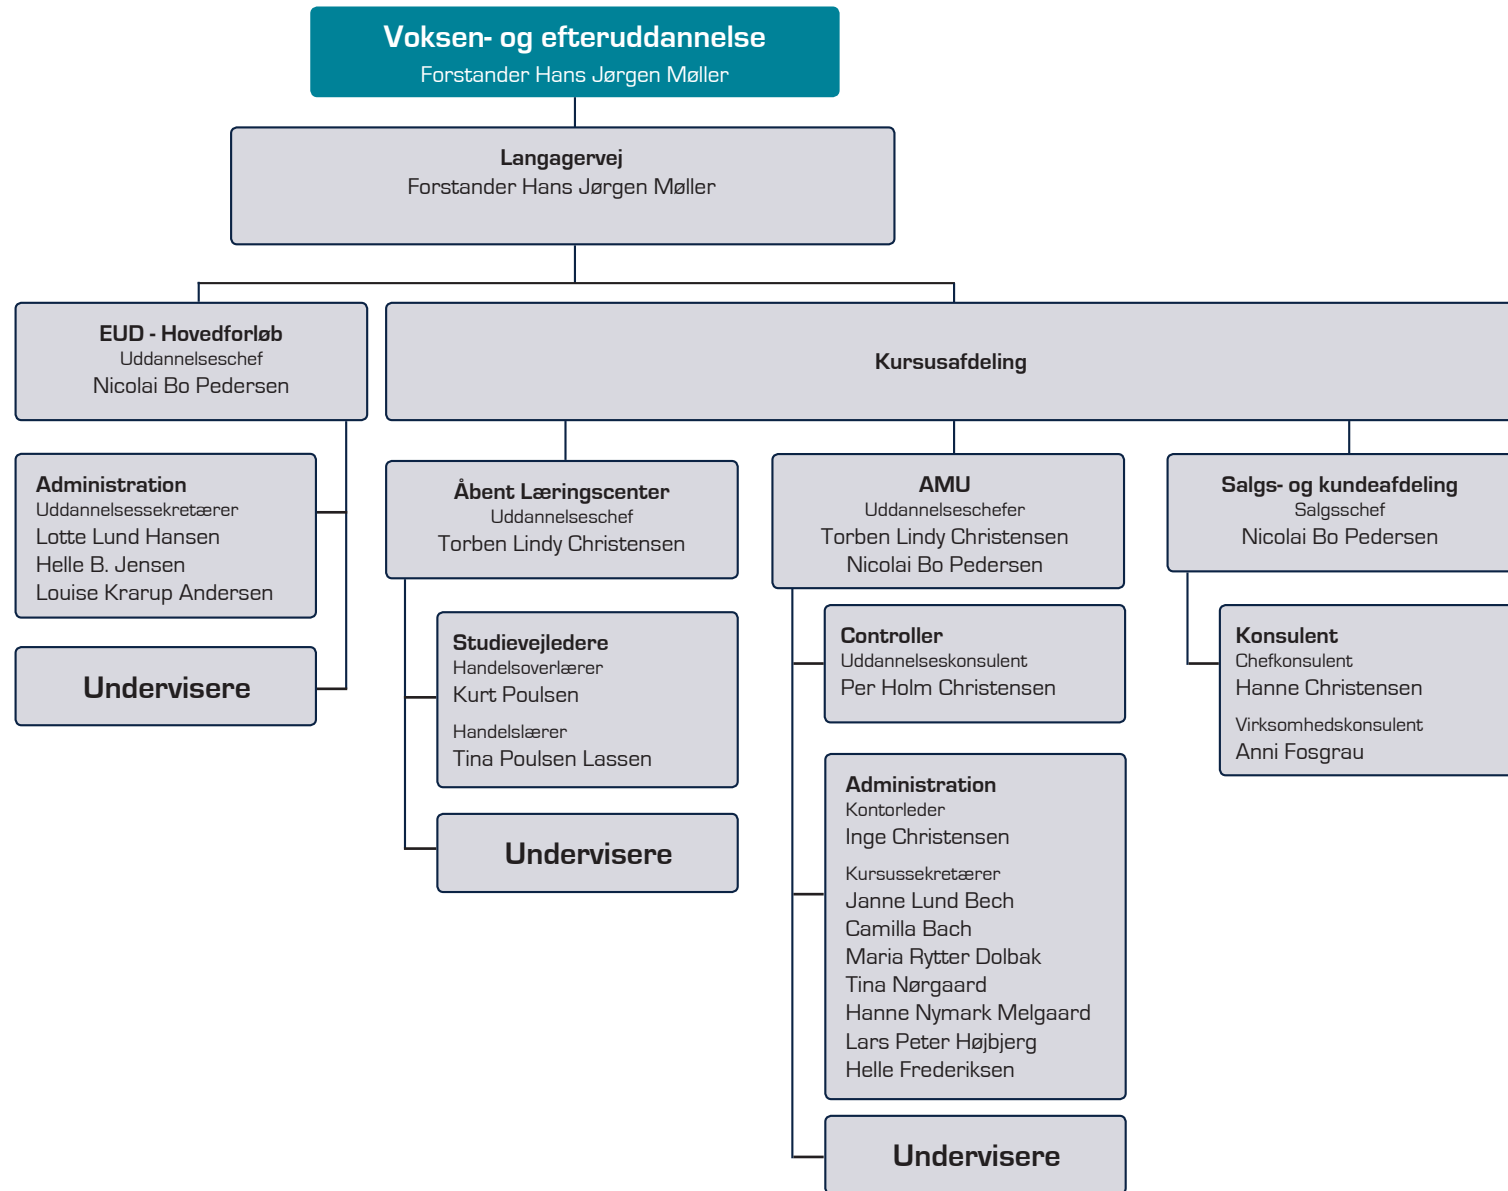 Voksen- og efteruddannelse
Forstander Hans Jørgen Møller
Langagervej
Forstander Hans Jørgen Møller
EUD - Hovedforløb
Uddannelseschef
Nicolai Bo Pedersen
Kursusafdeling
Administration
Uddannelsessekretærer
Lotte Lund Hansen
Helle B. Jensen
Louise Krarup Andersen
Undervisere
Åbent Læringscenter
Uddannelseschef
Torben Lindy Christensen
Studievejledere
Handelsoverlærer
Kurt Poulsen
Handelslærer
Tina Poulsen Lassen
Undervisere
AMU
Uddannelseschefer
Torben Lindy Christensen
Nicolai Bo Pedersen
Controller
Uddannelseskonsulent
Per Holm Christensen
Administration
Kontorleder
Inge Christensen
Kursussekretærer
Janne Lund Bech
Camilla Bach
Maria Rytter Dolbak
Tina Nørgaard
Hanne Nymark Melgaard
Lars Peter Højbjerg
Helle Frederiksen
Undervisere
Salgs- og kundeafdeling
Salgsschef
Nicolai Bo Pedersen
Konsulent
Chefkonsulent
Hanne Christensen
Virksomhedskonsulent
Anni Fosgrau